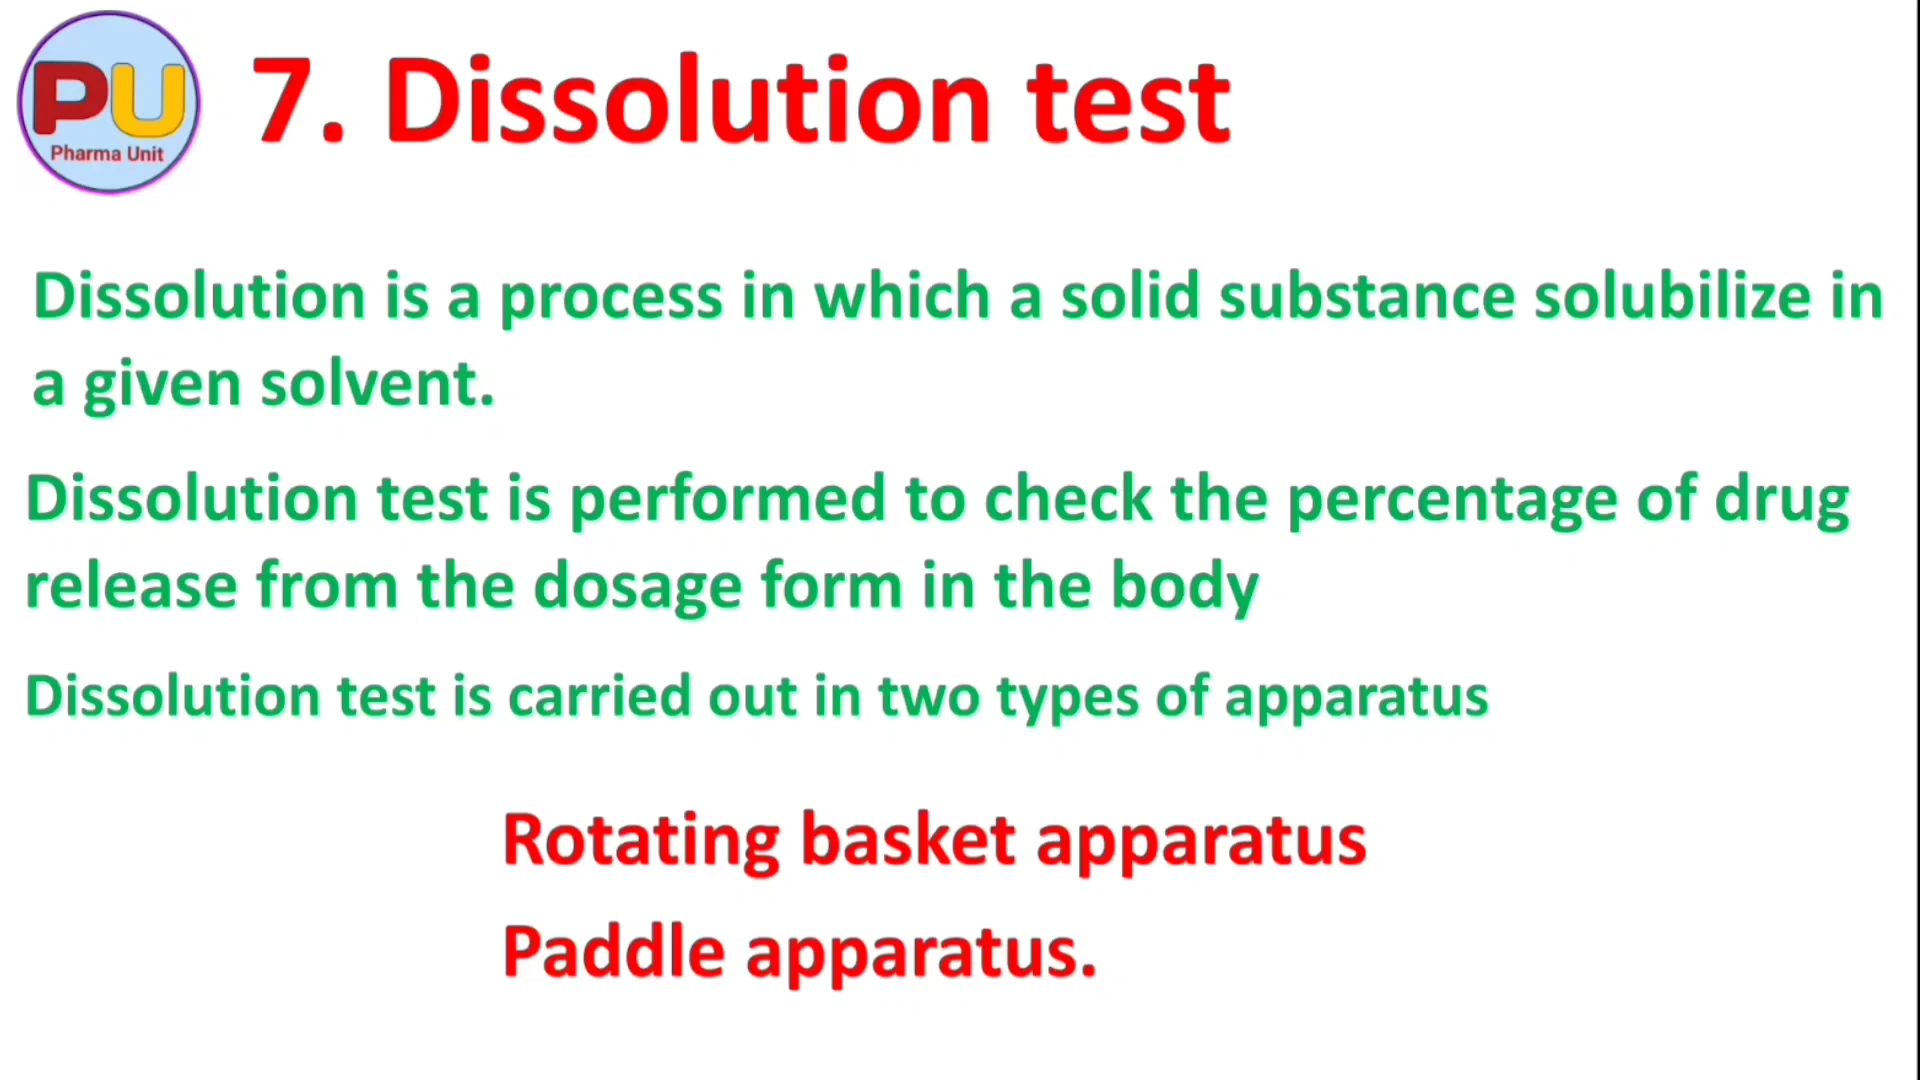 PU
Pharma Unit
7. Dissolution test
Dissolution is a process in which a solid substance solubilize in
a given solvent.
Dissolution test is performed to check the percentage of drug
release from the dosage form in the body
Dissolution test is carried out in two types of apparatus
Rotating basket apparatus
Paddle apparatus.